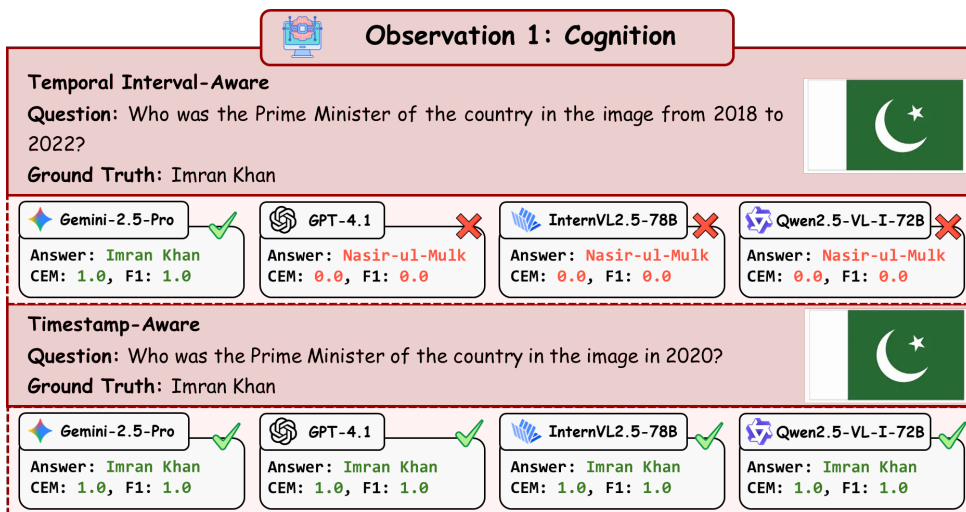 Observation 1: Cognition
Temporal Interval-Aware
Question: Who was the Prime Minister of the country in the image from 2018 to
2022?
Ground Truth: Imran Khan
Gemini-2.5-Pro
Answer: Imran Khan
CEM: 1.0, F1: 1.0
GPT-4.1
Answer: Nasir-ul-Mulk
CEM: 0.0, F1: 0.0
InternVL2.5-78B
Answer: Nasir-ul-Mulk
CEM: 0.0, F1: 0.0
Qwen2.5-VL-I-72B
Answer: Nasir-ul-Mulk
CEM: 0.0, F1: 0.0
Timestamp-Aware
Question: Who was the Prime Minister of the country in the image in 2020?
Ground Truth: Imran Khan
Gemini-2.5-Pro
Answer: Imran Khan
CEM: 1.0, F1: 1.0
GPT-4.1
Answer: Imran Khan
CEM: 1.0, F1: 1.0
InternVL2.5-78B
Answer: Imran Khan
CEM: 1.0, F1: 1.0
Qwen2.5-VL-I-72B
Answer: Imran Khan
CEM: 1.0, F1: 1.0